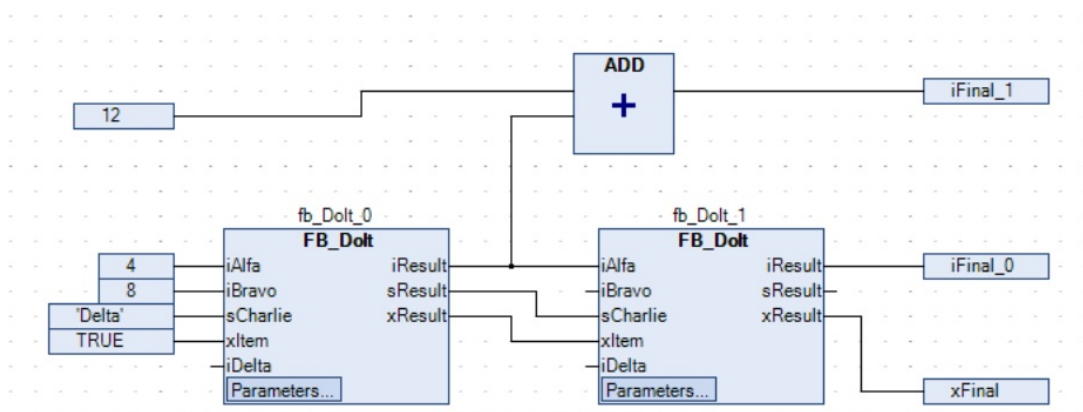 ADD
+
iFinal_1
12
fb_DoIt_0
fb_DoIt_1
FB_DoIt
FB_DoIt
4
iAlfa
iResult
iAlfa
iResult
iFinal_0
8
iBravo
sResult
iBravo
sResult
'Delta'
sCharlie
xResult
sCharlie
xResult
TRUE
xItem
xItem
iDelta
iDelta
Parameters...
Parameters...
xFinal